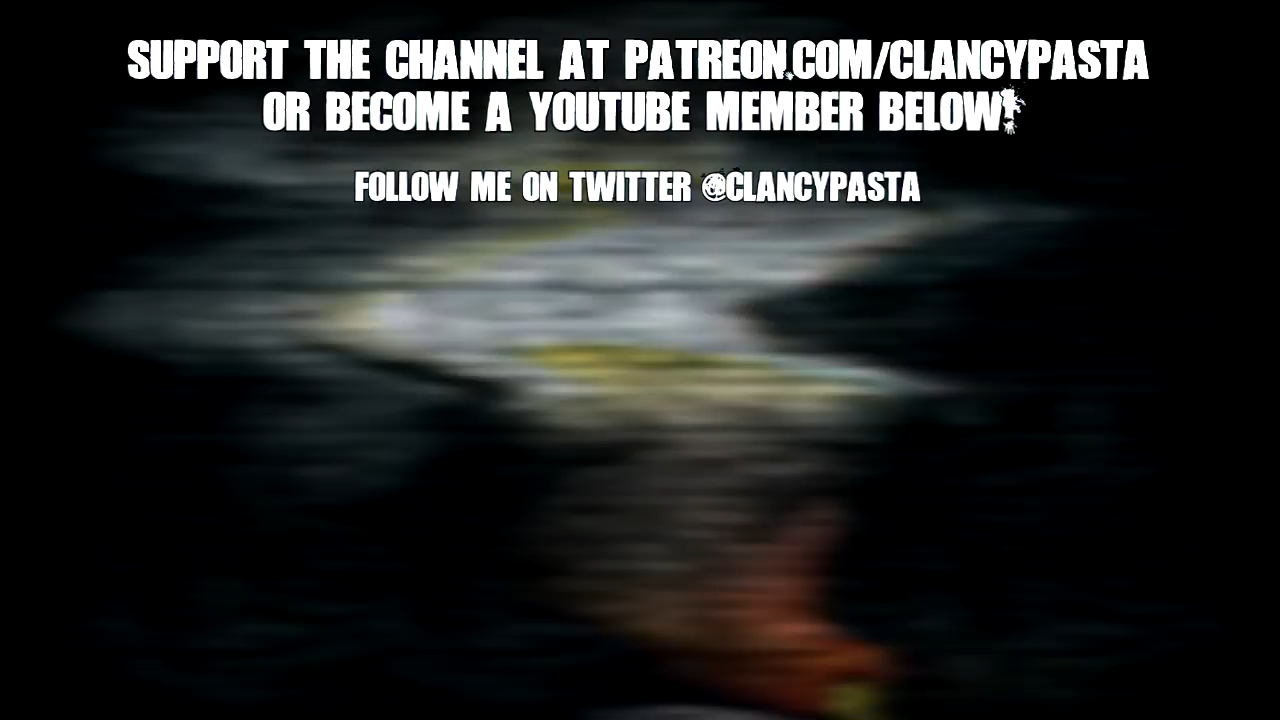 SUPPORT THE CHANNEL AT PATREON.COM/CLANCYPASTA
OR BECOME A YOUTUBE MEMBER BELOW!
FOLLOW ME ON TWITTER @CLANCYPASTA